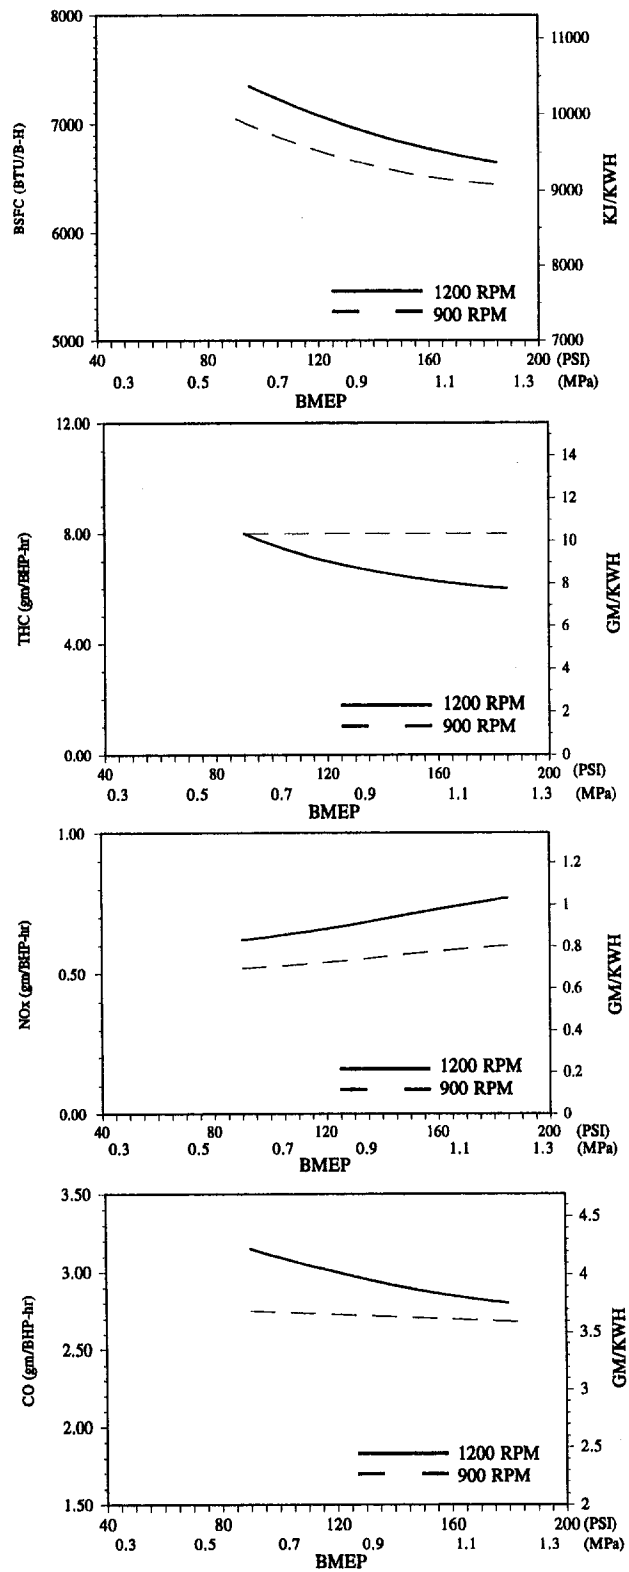 8000
11000
7000
10000
BSFC (BTU/B-H)
KJ/KWH
9000
6000
8000
1200 RPM
900 RPM
5000
7000
40 80 120 160 200 (PSI)
0.3 0.5 0.7 0.9 1.1 1.3 (MPa)
BMEP
12.00
14
12
8.00
10
THC (gm/BHP-hr)
GM/KWH
8
6
4.00
4
1200 RPM
2
900 RPM
0.00
0
40 80 120 160 200 (PSI)
0.3 0.5 0.7 0.9 1.1 1.3 (MPa)
BMEP
1.00
1.2
1
NOx (gm/BHP-hr)
GM/KWH
0.8
0.50
0.6
0.4
1200 RPM
0.2
900 RPM
0.00
0
40 80 120 160 200 (PSI)
0.3 0.5 0.7 0.9 1.1 1.3 (MPa)
BMEP
3.50
4.5
3.00
4
CO (gm/BHP-hr)
GM/KWH
3.5
2.50
3
2.00
2.5
1200 RPM
900 RPM
1.50
2
40 80 120 160 200 (PSI)
0.3 0.5 0.7 0.9 1.1 1.3 (MPa)
BMEP